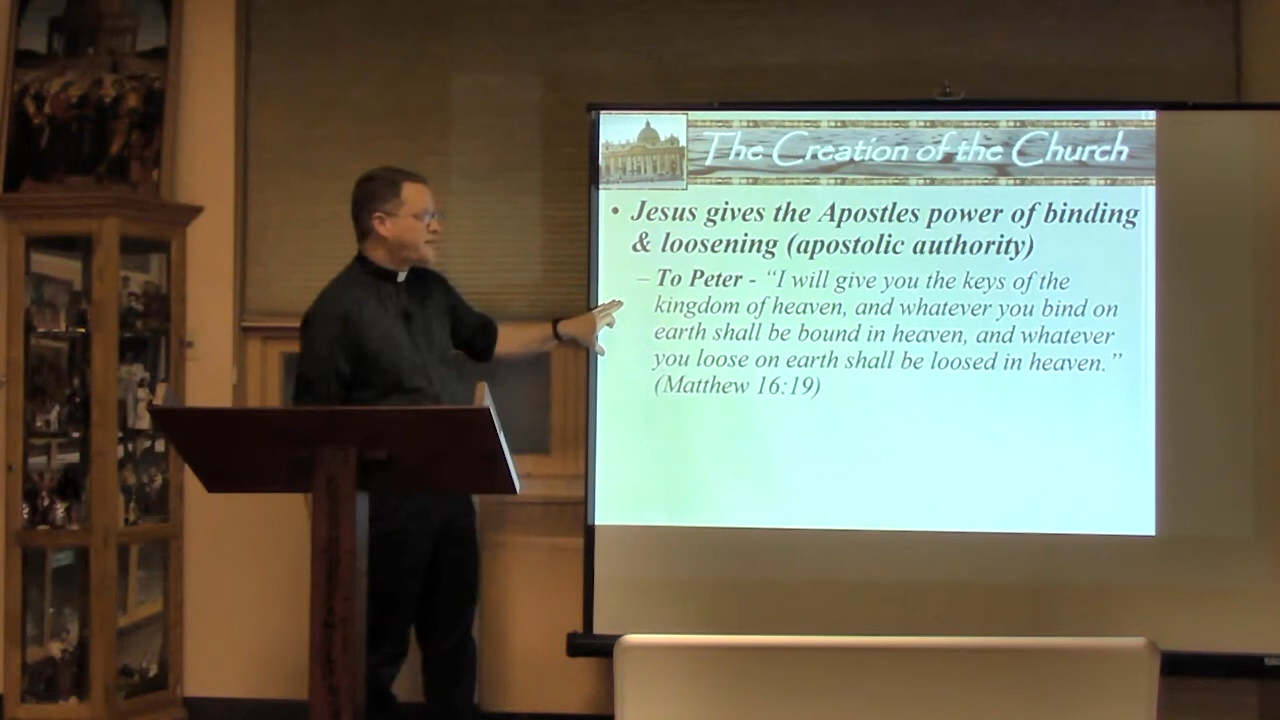 The Creation of the Church
• Jesus gives the Apostles power of binding
& loosening (apostolic authority)
– To Peter - “I will give you the keys of the
kingdom of heaven, and whatever you bind on
earth shall be bound in heaven, and whatever
you loose on earth shall be loosed in heaven.”
(Matthew 16:19)